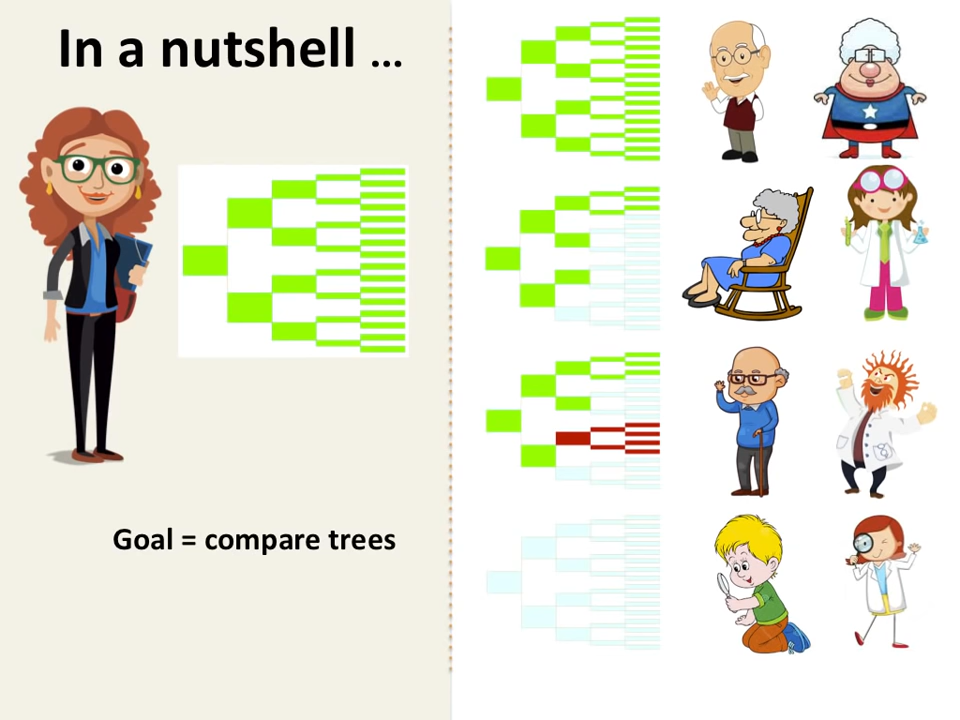 In a nutshell ...
Goal = compare trees